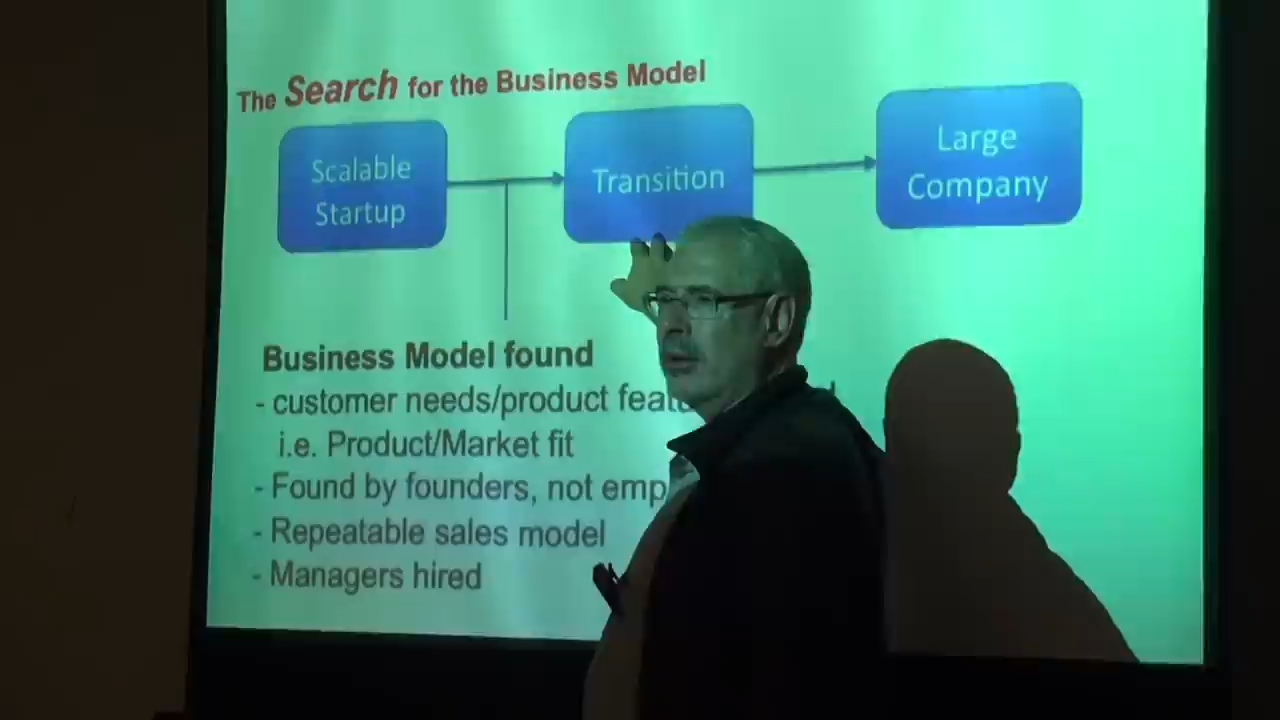 The Search for the Business Model
Scalable
Startup
Transition
Large
Company
Business Model found
- customer needs/product
i.e. Product/Market fit
- Found by founders, not
- Repeatable sales model
- Managers hired